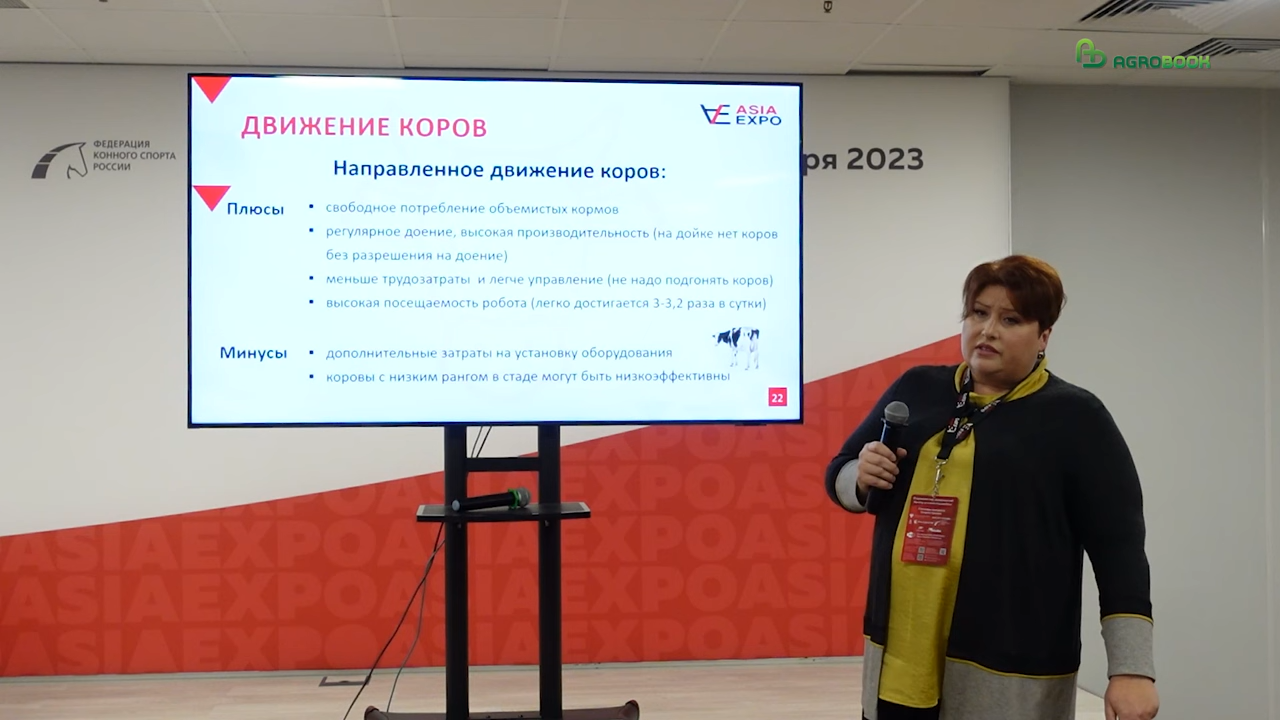 AGROBOOK
ФЕДЕРАЦИЯ
КОННОГО СПОРТА
РОССИИ
ря 2023
ДВИЖЕНИЕ КОРОВ
ASIA
EXPO
Направленное движение коров:
Плюсы
• свободное потребление объемистых кормов
• регулярное доение, высокая производительность (на дойке нет коров
без разрешения на доение)
• меньше трудозатраты и легче управление (не надо подгонять коров)
• высокая посещаемость робота (легко достигается 3-3,2 раза в сутки)
Минусы
• дополнительные затраты на установку оборудования
• коровы с низким рангом в стаде могут быть низкоэффективны
22
ASIAEXPOASIAEXPOASIA
ASIAEXPOASIAEXPOASIA
ASIAEXPOASIAEXPOASIA